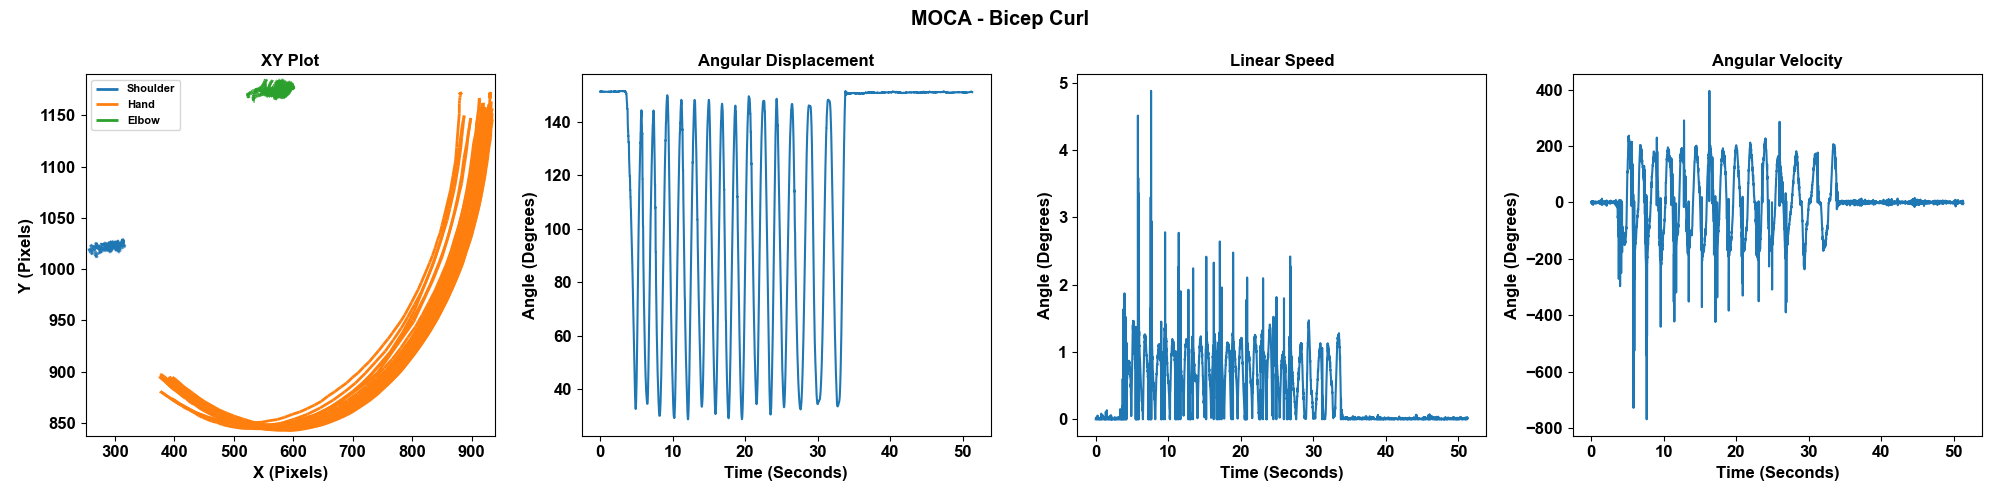 MOCA - Bicep Curl
XY Plot
Shoulder
Hand
Elbow
1150
1100
1050
1000
950
900
850
Y (Pixels)
300 400 500 600 700 800 900
X (Pixels)
Angular Displacement
140
120
100
80
60
40
Angle (Degrees)
0 10 20 30 40 50
Time (Seconds)
Linear Speed
5
4
3
2
1
0
Angle (Degrees)
0 10 20 30 40 50
Time (Seconds)
Angular Velocity
400
200
0
−200
−400
−600
−800
Angle (Degrees)
0 10 20 30 40 50
Time (Seconds)